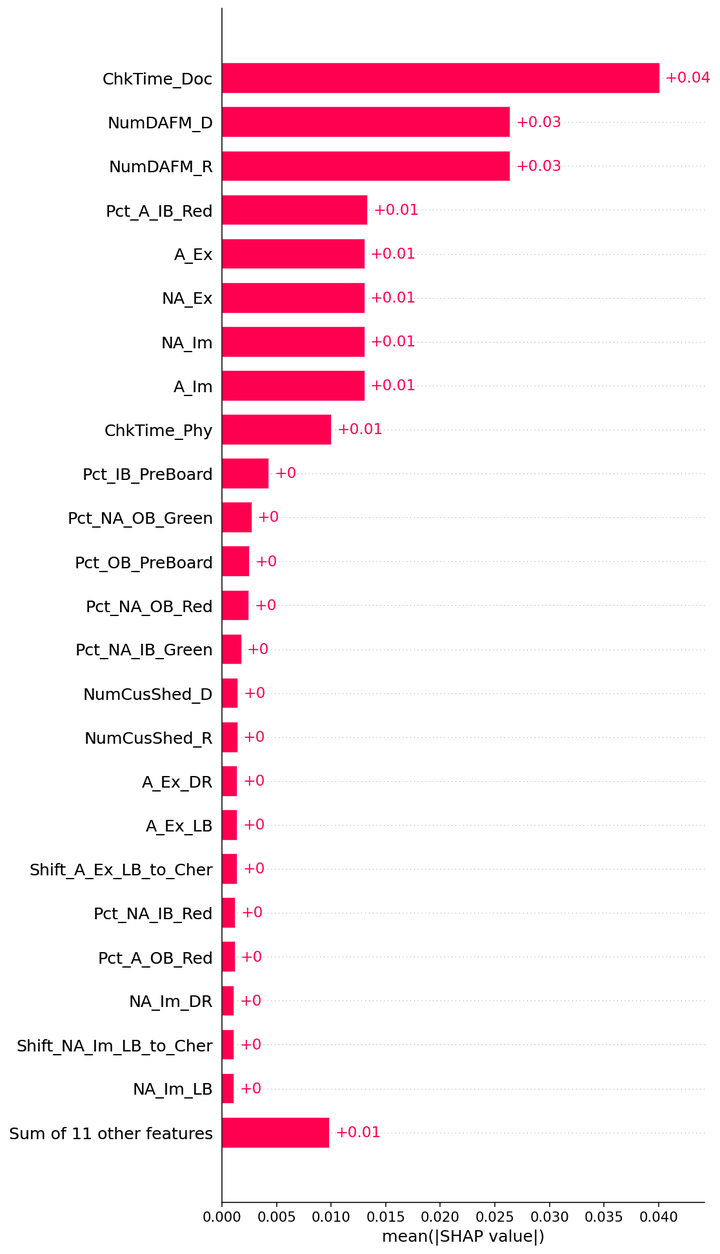 ChkTime_Doc +0.04
NumDAFM_D +0.03
NumDAFM_R +0.03
Pct_A_IB_Red +0.01
A_Ex +0.01
NA_Ex +0.01
NA_Im +0.01
A_Im +0.01
ChkTime_Phy +0.01
Pct_IB_PreBoard +0
Pct_NA_OB_Green +0
Pct_OB_PreBoard +0
Pct_NA_OB_Red +0
Pct_NA_IB_Green +0
NumCusShed_D +0
NumCusShed_R +0
A_Ex_DR +0
A_Ex_LB +0
Shift_A_Ex_LB_to_Cher +0
Pct_NA_IB_Red +0
Pct_A_OB_Red +0
NA_Im_DR +0
Shift_NA_Im_LB_to_Cher +0
NA_Im_LB +0
Sum of 11 other features +0.01
0.000 0.005 0.010 0.015 0.020 0.025 0.030 0.035 0.040
mean(|SHAP value|)